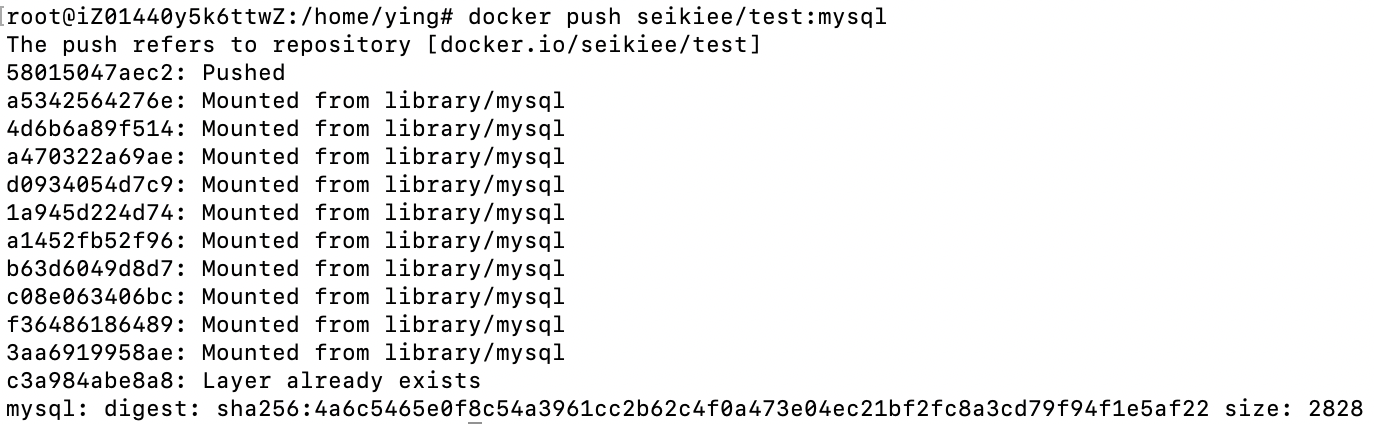 [root@iZ01440y5k6ttwZ:/home/ying# docker push seikiee/test:mysql
The push refers to repository [docker.io/seikiee/test]
58015047aec2: Pushed
a5342564276e: Mounted from library/mysql
4d6b6a89f514: Mounted from library/mysql
a470322a69ae: Mounted from library/mysql
d0934054d7c9: Mounted from library/mysql
1a945d224d74: Mounted from library/mysql
a1452fb52f96: Mounted from library/mysql
b63d6049d8d7: Mounted from library/mysql
c08e063406bc: Mounted from library/mysql
f36486186489: Mounted from library/mysql
3aa6919958ae: Mounted from library/mysql
c3a984abe8a8: Layer already exists
mysql: digest: sha256:4a6c5465e0f8c54a3961cc2b62c4f0a473e04ec21bf2fc8a3cd79f94f1e5af22 size: 2828